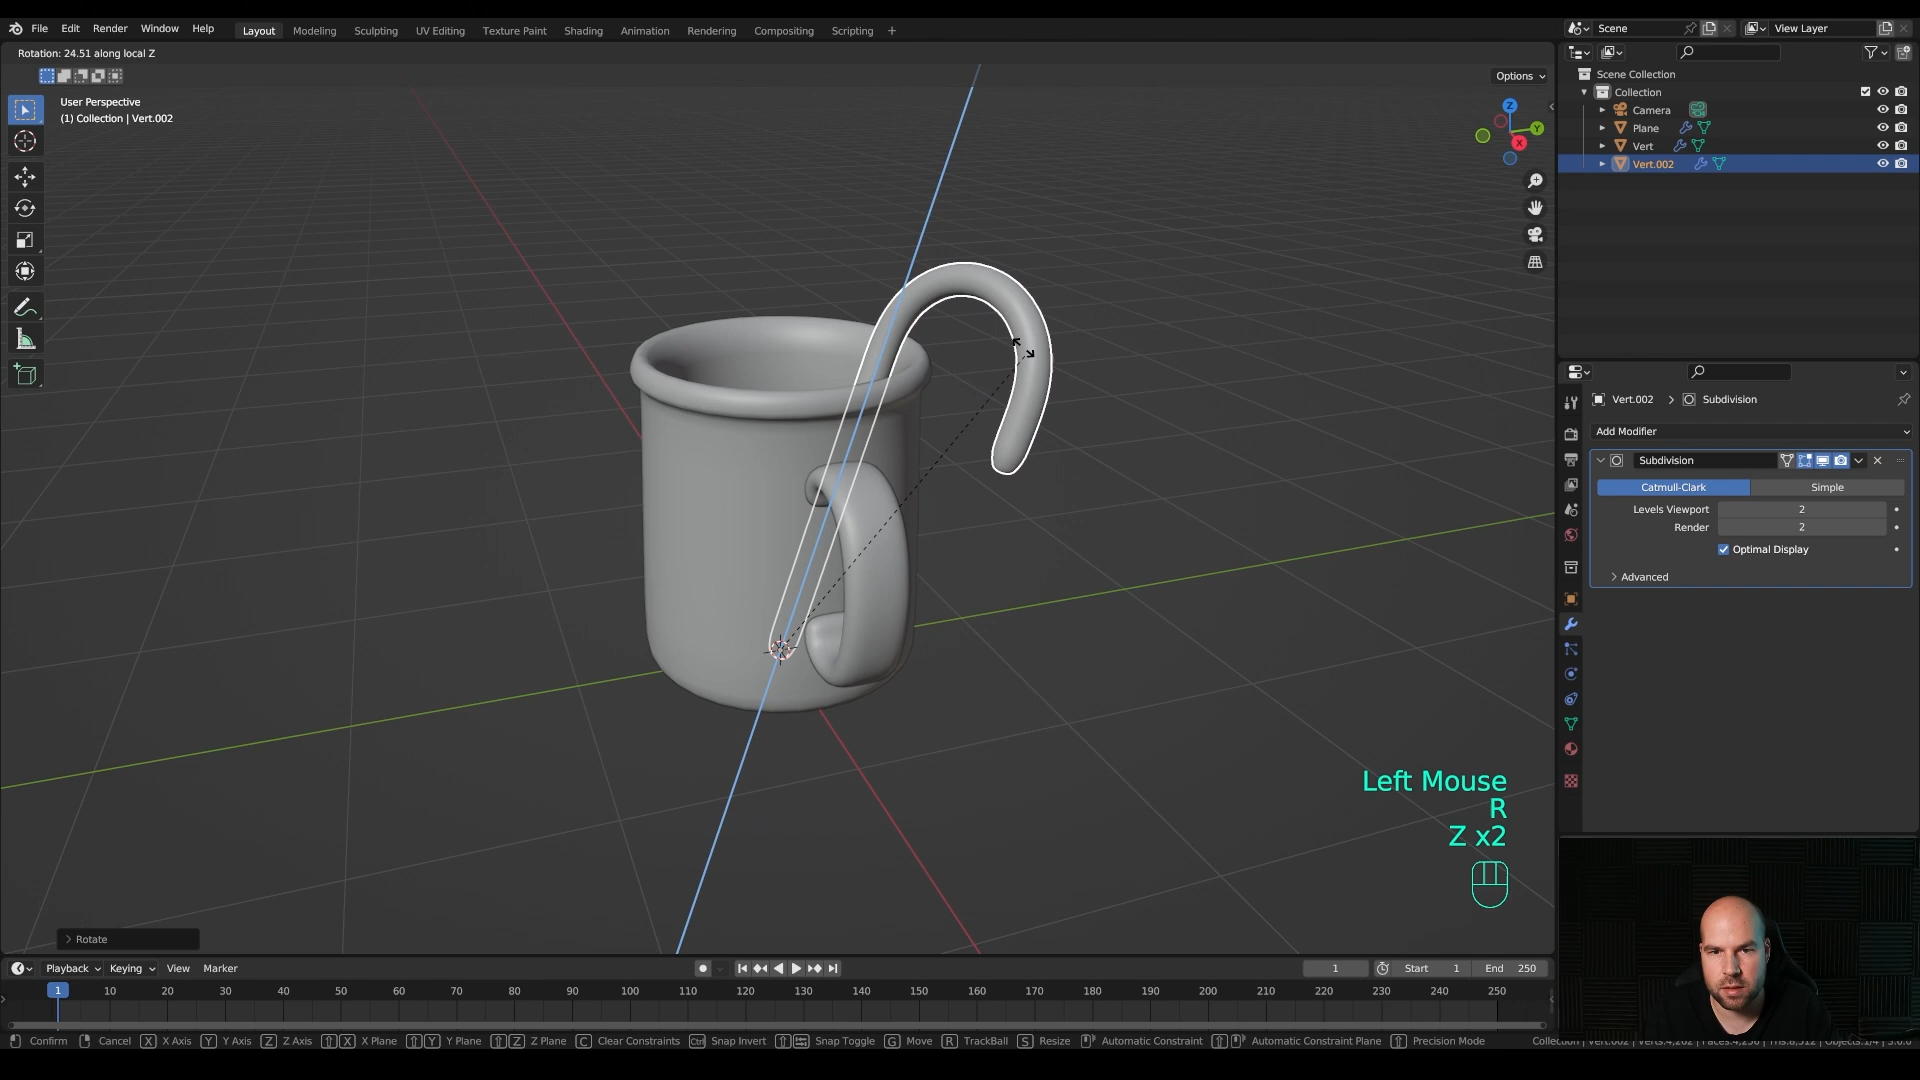 File Edit Render Window Help Layout Modeling Sculpting UV Editing Texture Paint Shading Animation Rendering Compositing Scripting +
Scene View Layer
Rotation: 24.51 along local Z
Options
User Perspective
(1) Collection | Vert.002
Z
Y
X
Scene Collection
Collection
Camera
Plane
Vert
Vert.002
Vert.002 > Subdivision
Add Modifier
Subdivision
Catmull-Clark Simple
Levels Viewport 2
Render 2
Optimal Display
Advanced
Left Mouse
R
Z x2
Rotate
Playback Keying View Marker 1 Start 1 End 250
1 10 20 30 40 50 60 70 80 90 100 110 120 130 140 150 160 170 180 190 200 210 220 230 240 250
Confirm Cancel X X Axis Y Y Axis Z Z Axis X X Plane Y Y Plane Z Z Plane C Clear Constraints Ctrl Snap Invert Snap Toggle G Move R TrackBall S Resize Automatic Constraint Automatic Constraint Plane Precision Mode